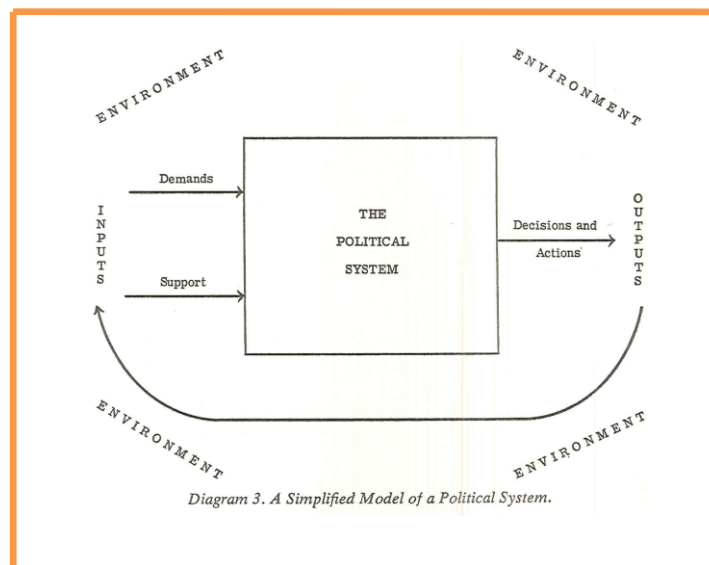 ENVIRONMENT
ENVIRONMENT
Demands
INPUTS
THE
POLITICAL
SYSTEM
Decisions and
Actions
OUTPUTS
Support
ENVIRONMENT
ENVIRONMENT
Diagram 3. A Simplified Model of a Political System.